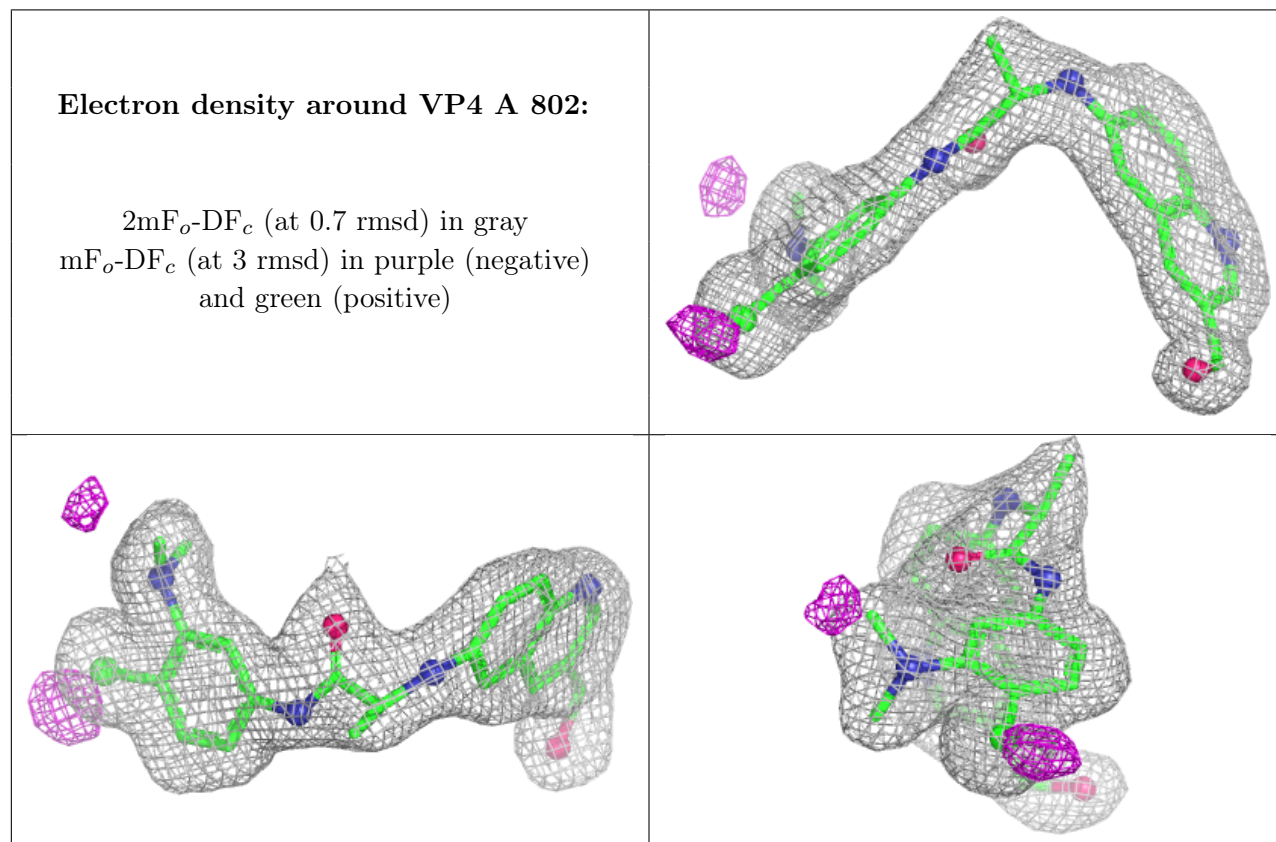 Electron density around VP4 A 802:
2mFo-DFc (at 0.7 rmsd) in gray
mFo-DFc (at 3 rmsd) in purple (negative)
and green (positive)